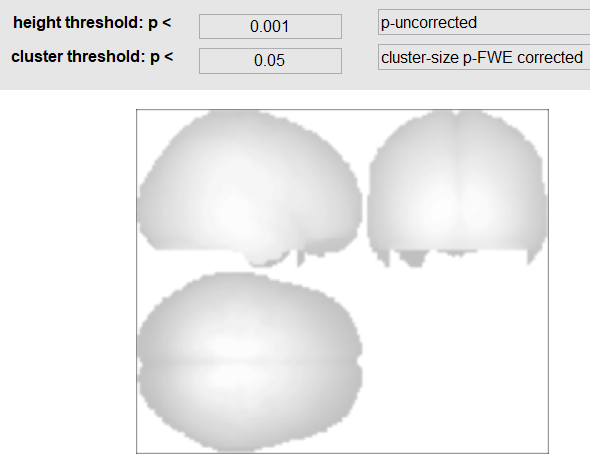 height threshold: p < 0.001 p-uncorrected
cluster threshold: p < 0.05 cluster-size p-FWE corrected